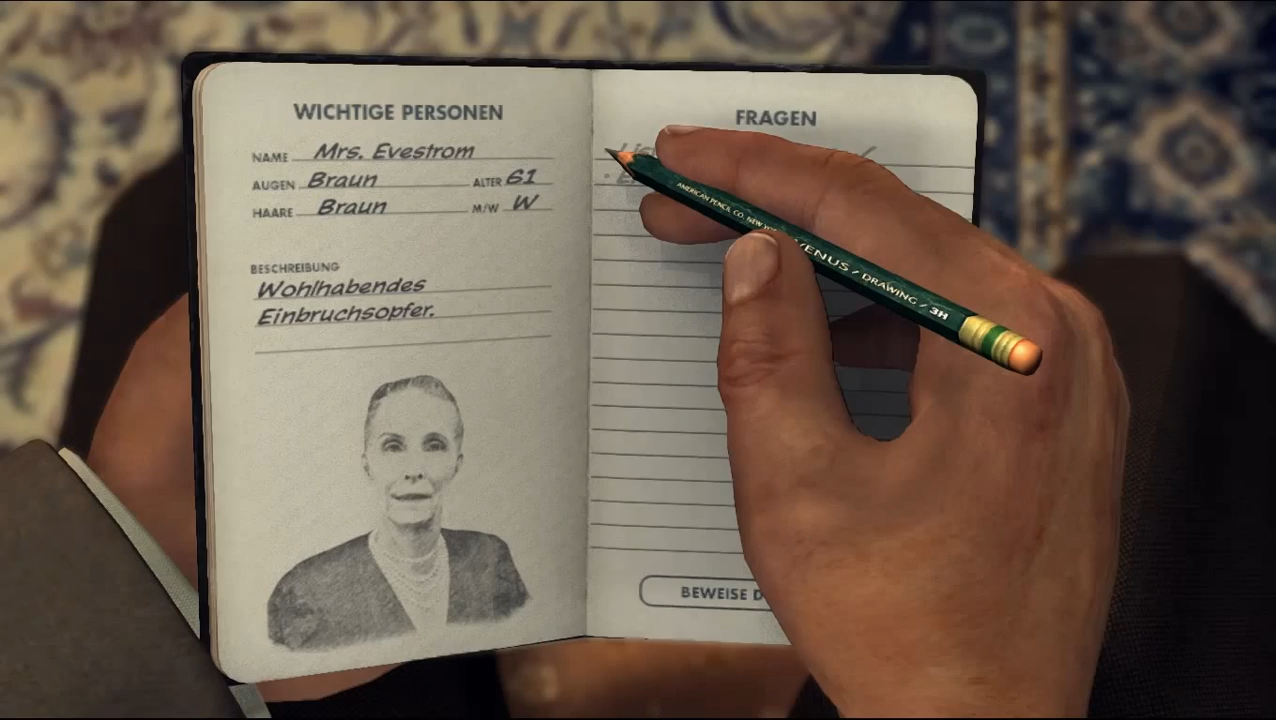 WICHTIGE PERSONEN
NAME Mrs. Evestrom
AUGEN Braun ALTER 61
HAARE Braun M/W W
BESCHREIBUNG
Wohlhabendes
Einbruchsopfer.
FRAGEN
BEWEISE
AMERICAN PENCIL CO. NEW VENUS / DRAWING / 3H